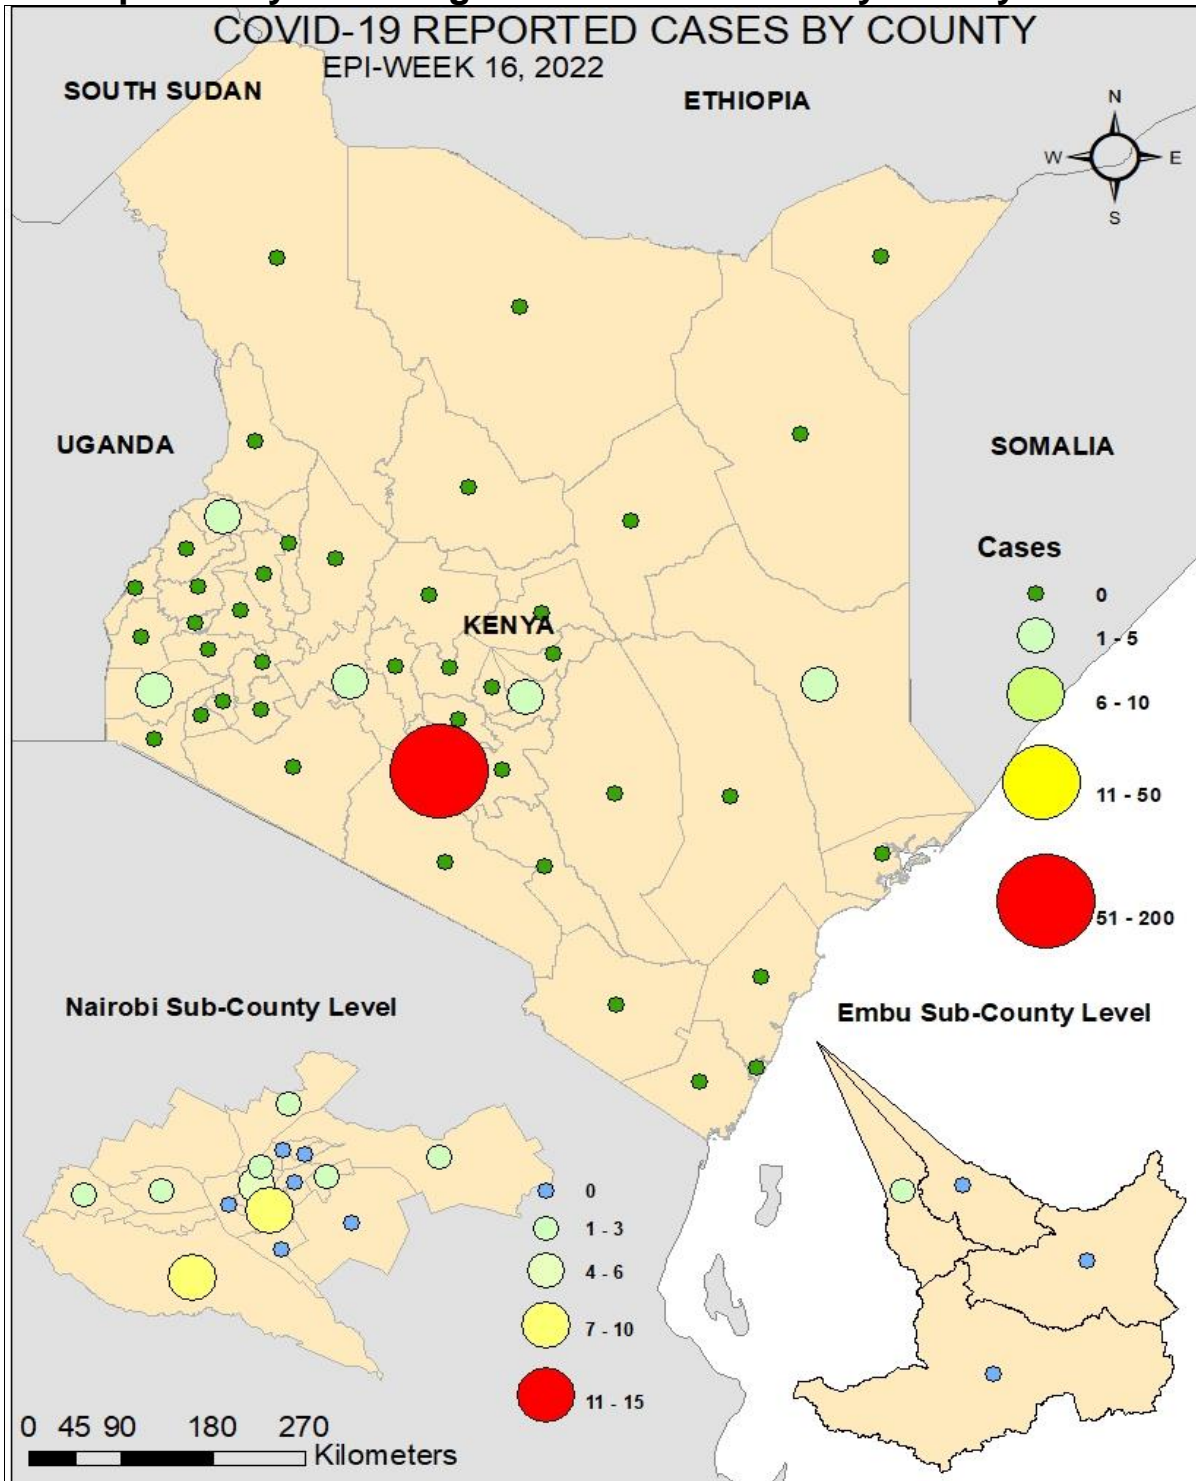 COVID-19 REPORTED CASES BY COUNTY
EPI-WEEK 16, 2022
SOUTH SUDAN
ETHIOPIA
N
W E
S
UGANDA
SOMALIA
KENYA
Cases
0
1 - 5
6 - 10
11 - 50
51 - 200
Nairobi Sub-County Level
0
1 - 3
4 - 6
7 - 10
11 - 15
Embu Sub-County Level
0 45 90 180 270
Kilometers